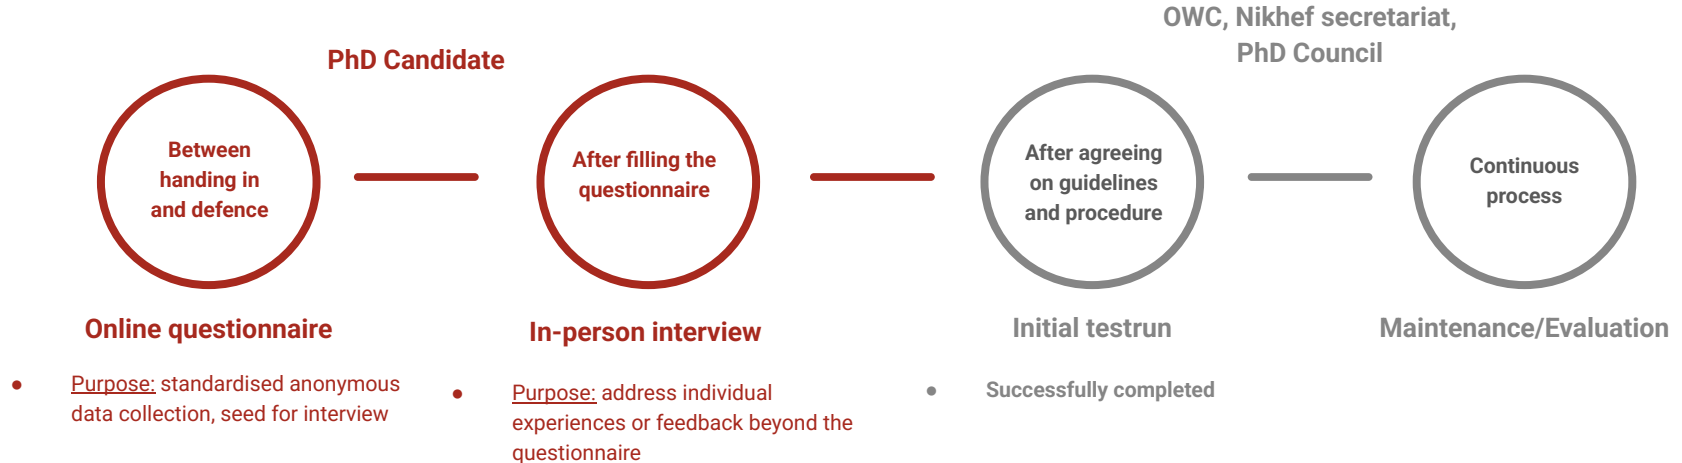 PhD Candidate
OWC, Nikhef secretariat,
PhD Council
Between
handing in
and defence
After filling the
questionnaire
After agreeing
on guidelines
and procedure
Continuous
process
Online questionnaire
In-person interview
Initial testrun
Maintenance/Evaluation
● Purpose: standardised anonymous
data collection, seed for interview
● Purpose: address individual
experiences or feedback beyond the
questionnaire
● Successfully completed